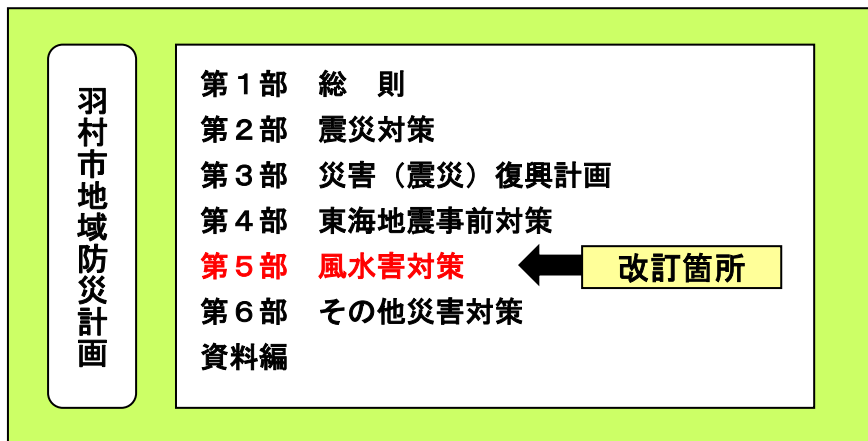 羽村市地域防災計画
第１部　総　則
第２部　震災対策
第３部　災害（震災）復興計画
第４部　東海地震事前対策
第５部　風水害対策
改訂箇所
第６部　その他災害対策
資料編